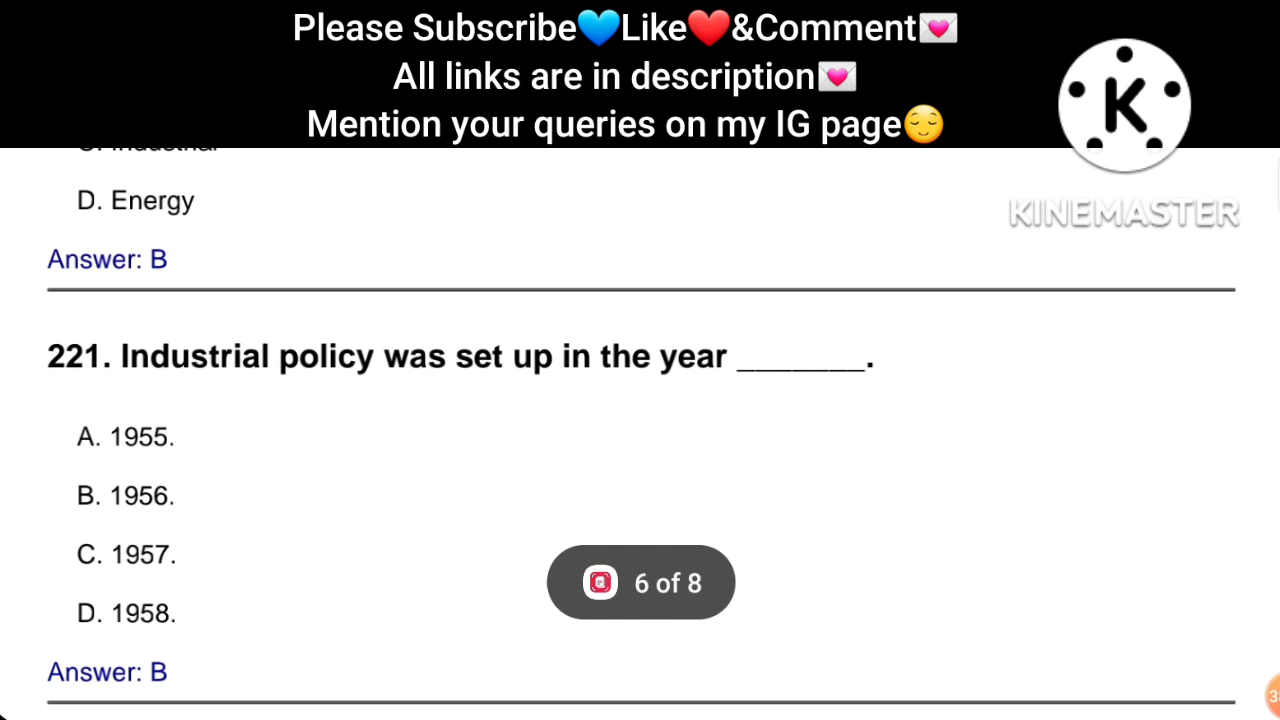 Please Subscribe💙Like❤️&Comment💌
All links are in description💌
Mention your queries on my IG page😌
K
KINEMASTER
D. Energy
Answer: B
221. Industrial policy was set up in the year _______.
A. 1955.
B. 1956.
C. 1957.
D. 1958.
6 of 8
Answer: B